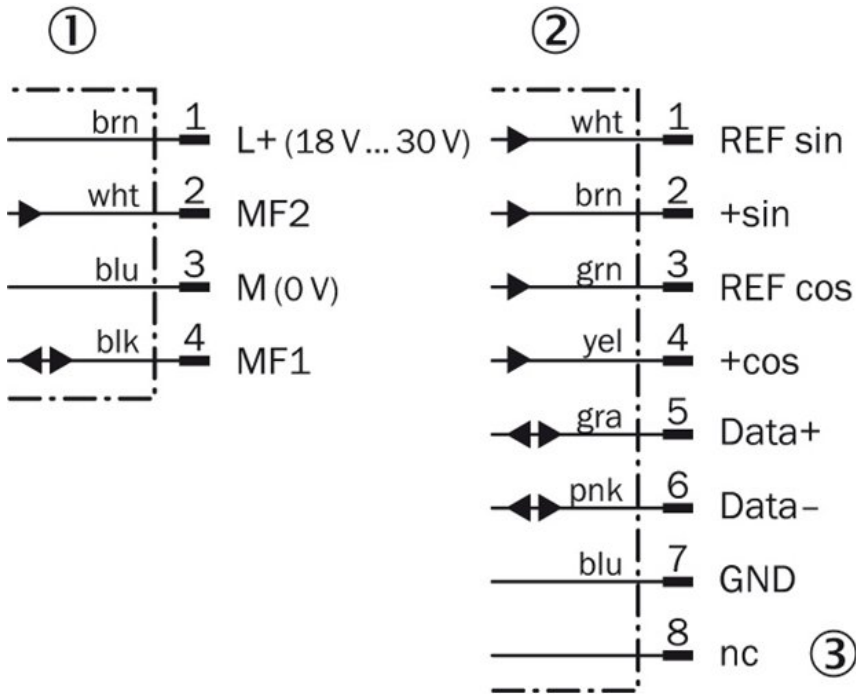 ①
brn 1 L+ (18 V ... 30 V)
wht 2 MF2
blu 3 M (0 V)
blk 4 MF1
②
wht 1 REF sin
brn 2 +sin
grn 3 REF cos
yel 4 +cos
gra 5 Data+
pnk 6 Data–
blu 7 GND
8 nc ③